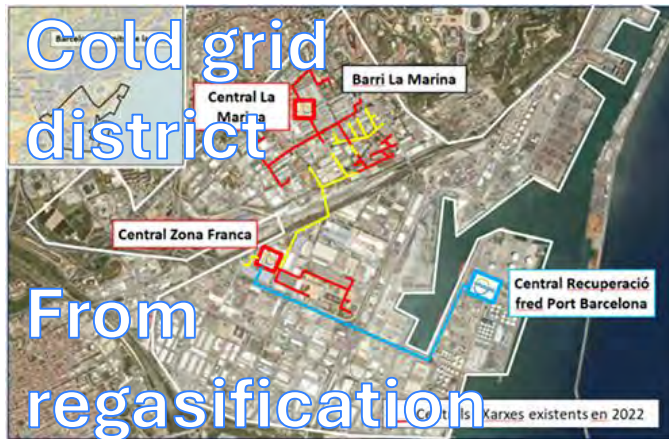 Cold grid
district
Barri La Marina
Central La
Marina
Central Zona Franca
Central Recuperació
fred Port Barcelona
From
regasification
Xarxes existents en 2022